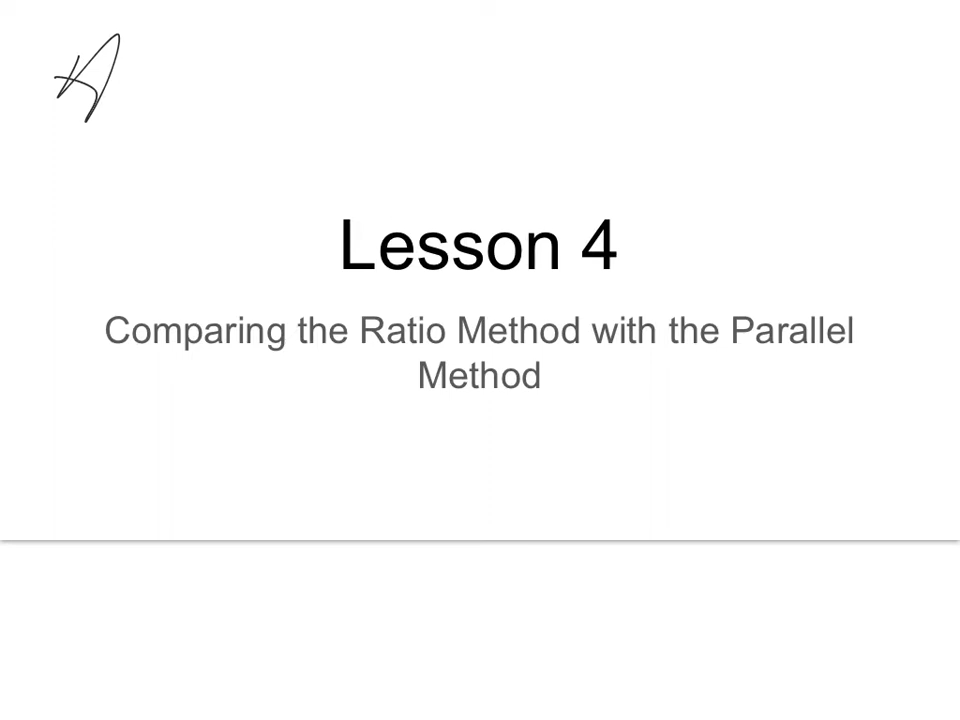 Lesson 4
Comparing the Ratio Method with the Parallel
Method